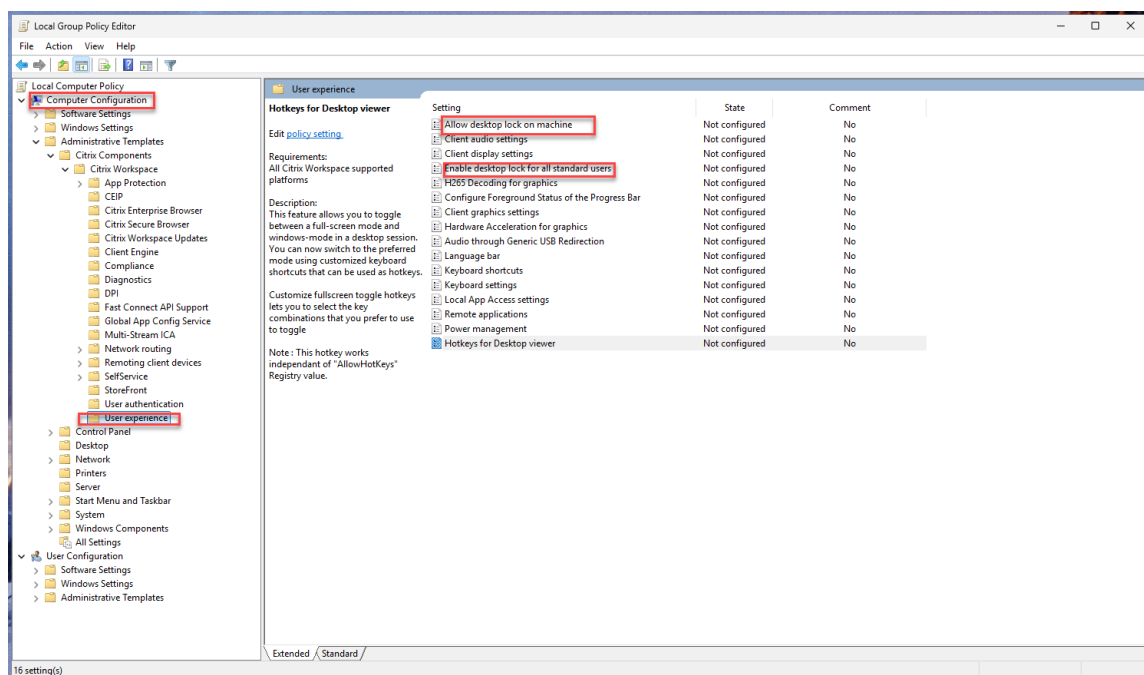 Local Group Policy Editor
File Action View Help
Local Computer Policy
Computer Configuration
Software Settings
Windows Settings
Administrative Templates
Citrix Components
Citrix Workspace
App Protection
CEIP
Citrix Enterprise Browser
Citrix Secure Browser
Citrix Workspace Updates
Client Engine
Compliance
Diagnostics
DPI
Fast Connect API Support
Global App Config Service
Multi-Stream ICA
Network routing
Remoting client devices
SelfService
StoreFront
User authentication
User experience
Control Panel
Desktop
Network
Printers
Server
Start Menu and Taskbar
System
Windows Components
All Settings
User Configuration
Software Settings
Windows Settings
Administrative Templates
User experience
Hotkeys for Desktop viewer
Edit policy setting
Requirements:
All Citrix Workspace supported
platforms
Description:
This feature allows you to toggle
between a full-screen mode and
windows-mode in a desktop session.
You can now switch to the preferred
mode using customized keyboard
shortcuts that can be used as hotkeys.
Customize fullscreen toggle hotkeys
lets you to select the key
combinations that you prefer to use
to toggle
Note : This hotkey works
independant of "AllowHotKeys"
Registry value.
Setting State Comment
Allow desktop lock on machine Not configured No
Client audio settings Not configured No
Client display settings Not configured No
Enable desktop lock for all standard users Not configured No
H265 Decoding for graphics Not configured No
Configure Foreground Status of the Progress Bar Not configured No
Client graphics settings Not configured No
Hardware Acceleration for graphics Not configured No
Audio through Generic USB Redirection Not configured No
Language bar Not configured No
Keyboard shortcuts Not configured No
Keyboard settings Not configured No
Local App Access settings Not configured No
Remote applications Not configured No
Power management Not configured No
Hotkeys for Desktop viewer Not configured No
Extended Standard
16 setting(s)